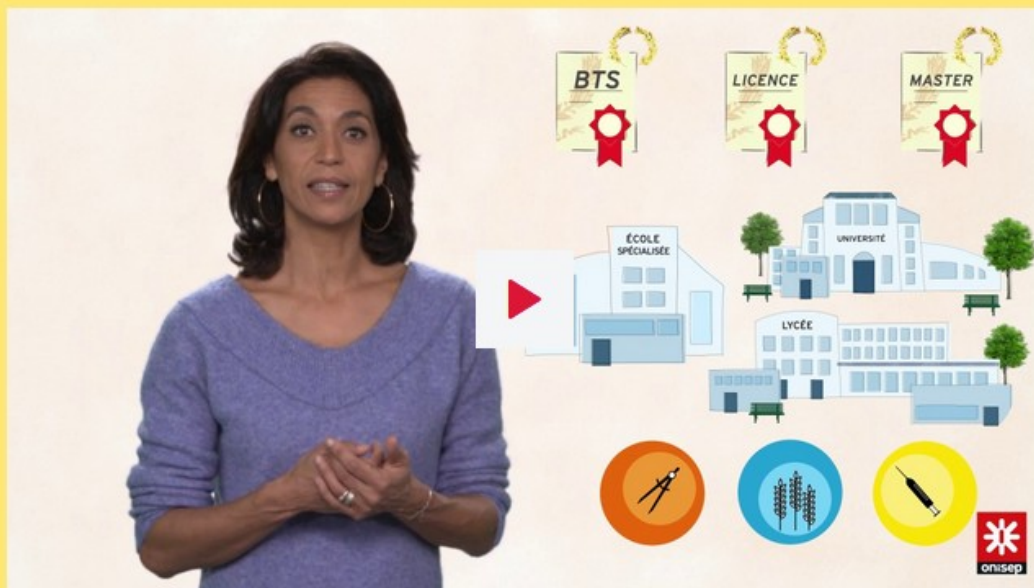 BTS
LICENCE
MASTER
ÉCOLE
SPÉCIALISÉE
UNIVERSITÉ
LYCÉE
onisep